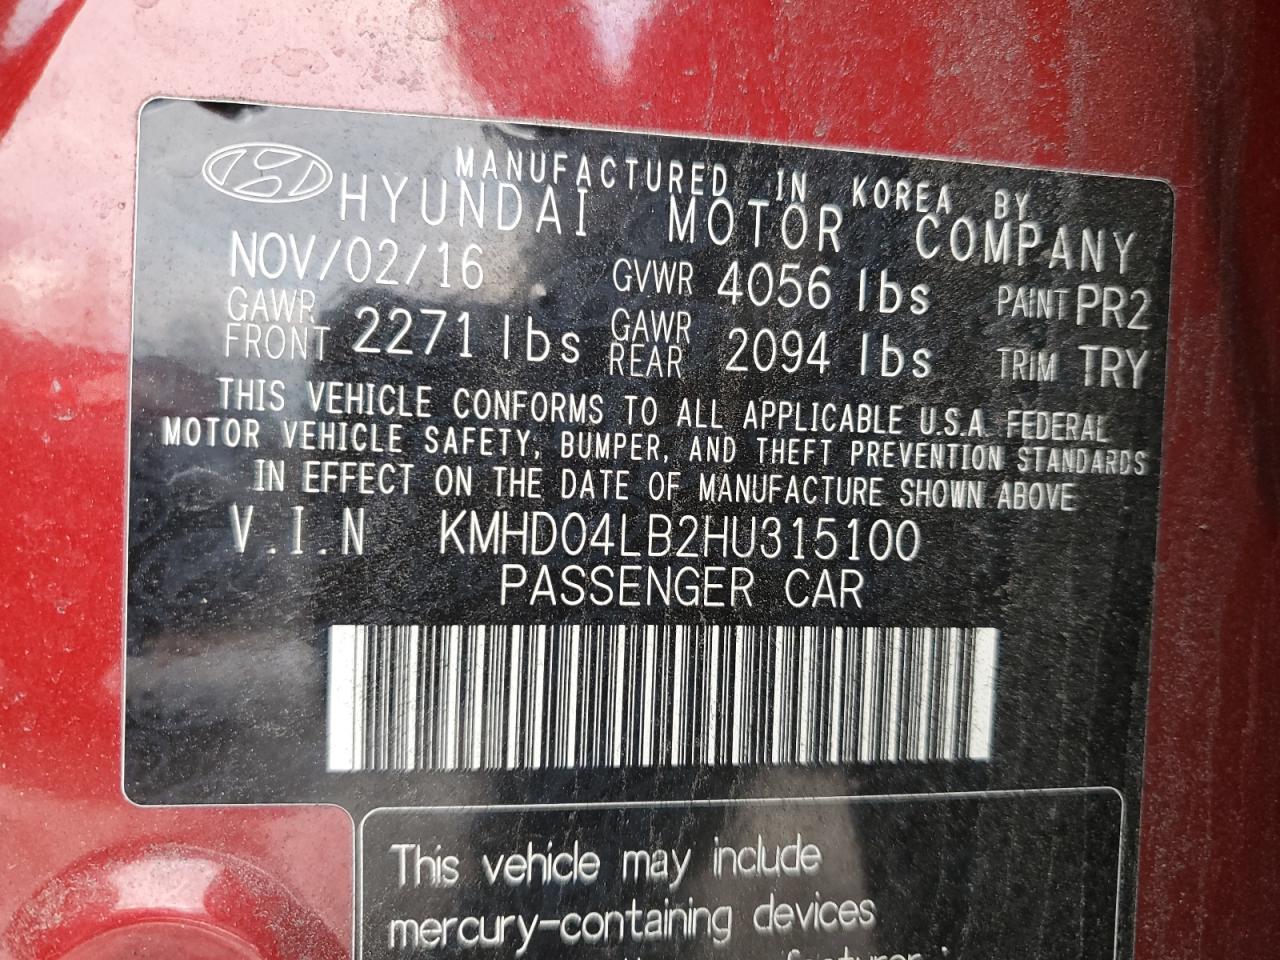 MANUFACTURED IN KOREA BY
HYUNDAI MOTOR COMPANY
NOV/02/16 GVWR 4056 lbs PAINT PR2
GAWR FRONT 2271 lbs GAWR REAR 2094 lbs TRIM TRY
THIS VEHICLE CONFORMS TO ALL APPLICABLE U.S.A FEDERAL
MOTOR VEHICLE SAFETY, BUMPER, AND THEFT PREVENTION STANDARDS
IN EFFECT ON THE DATE OF MANUFACTURE SHOWN ABOVE
V.I.N KMHD04LB2HU315100
PASSENGER CAR
This vehicle may include
mercury-containing devices